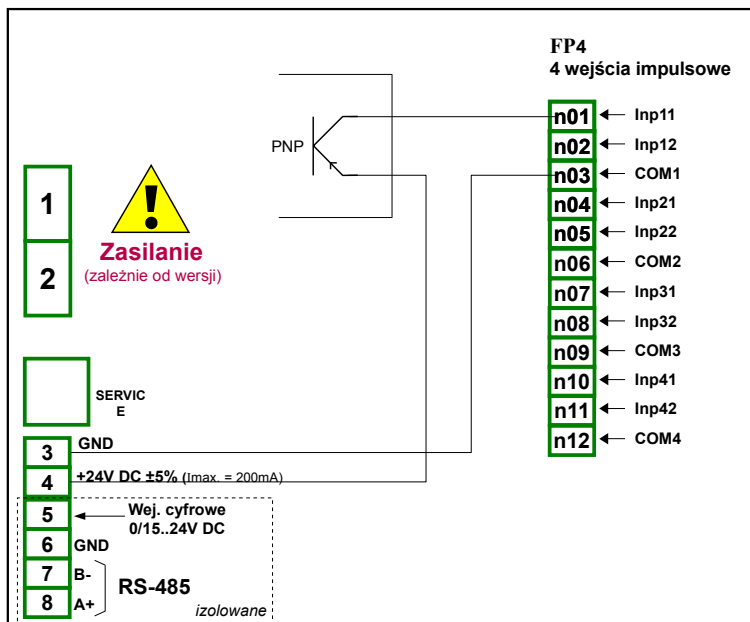 FP4
4 wejścia impulsowe
n01 Inp11
n02 Inp12
n03 COM1
n04 Inp21
n05 Inp22
n06 COM2
n07 Inp31
n08 Inp32
n09 COM3
n10 Inp41
n11 Inp42
n12 COM4
PNP
1
2
!
Zasilanie
(zależnie od wersji)
SERVIC
E
3 GND
4 +24V DC ±5% (Imax. = 200mA)
5 Wej. cyfrowe
0/15..24V DC
6 GND
7 B-
8 A+
RS-485
izolowane